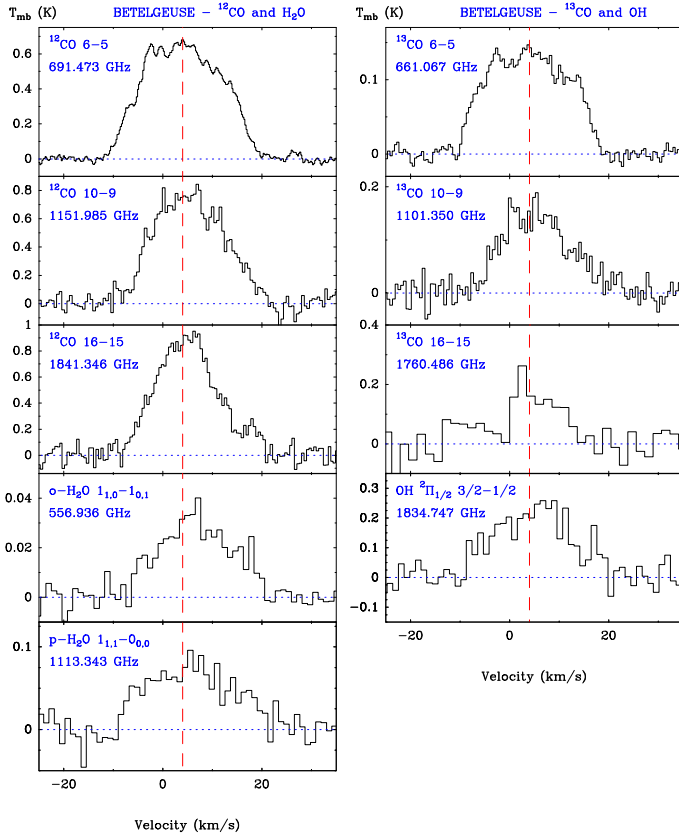 T_mb (K) BETELGEUSE – ¹²CO and H₂O
¹²CO 6–5
691.473 GHz
0.6
0.4
0.2
0
¹²CO 10–9
1151.985 GHz
0.8
0.6
0.4
0.2
0
1
¹²CO 16–15
1841.346 GHz
0.8
0.6
0.4
0.2
0
o–H₂O 1₁,₀–1₀,₁
556.936 GHz
0.04
0.02
0
p–H₂O 1₁,₁–0₀,₀
1113.343 GHz
0.1
0
−20 0 20
Velocity (km/s)
T_mb (K) BETELGEUSE – ¹³CO and OH
¹³CO 6–5
661.067 GHz
0.1
0
¹³CO 10–9
1101.350 GHz
0.2
0.1
0
0.4
¹³CO 16–15
1760.486 GHz
0.2
0
OH ²Π₁/₂ 3/2–1/2
1834.747 GHz
0.3
0.2
0.1
0
−0.1
−20 0 20
Velocity (km/s)